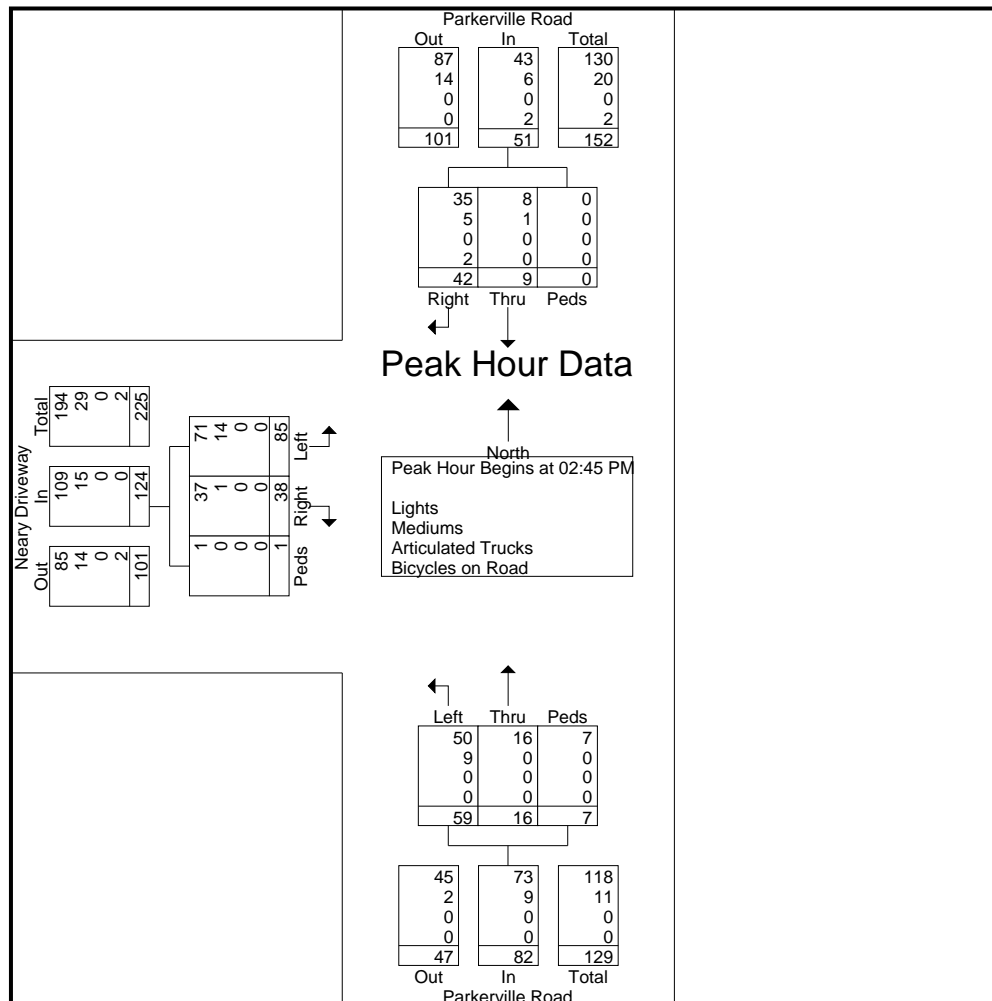 Parkerville Road
Out In Total
87 43 130
14 6 20
0 0 0
0 2 2
101 51 152
35 8 0
5 1 0
0 0 0
2 0 0
42 9 0
Right Thru Peds
Peak Hour Data
North
Peak Hour Begins at 02:45 PM
Lights
Mediums
Articulated Trucks
Bicycles on Road
Neary Driveway
Out In Total
85 109 194
14 15 29
0 0 0
2 0 2
101 124 225
1 37 71
0 1 14
0 0 0
0 0 0
1 38 85
Peds Right Left
Left Thru Peds
50 16 7
9 0 0
0 0 0
0 0 0
59 16 7
45 73 118
2 9 11
0 0 0
0 0 0
47 82 129
Out In Total
Parkerville Road